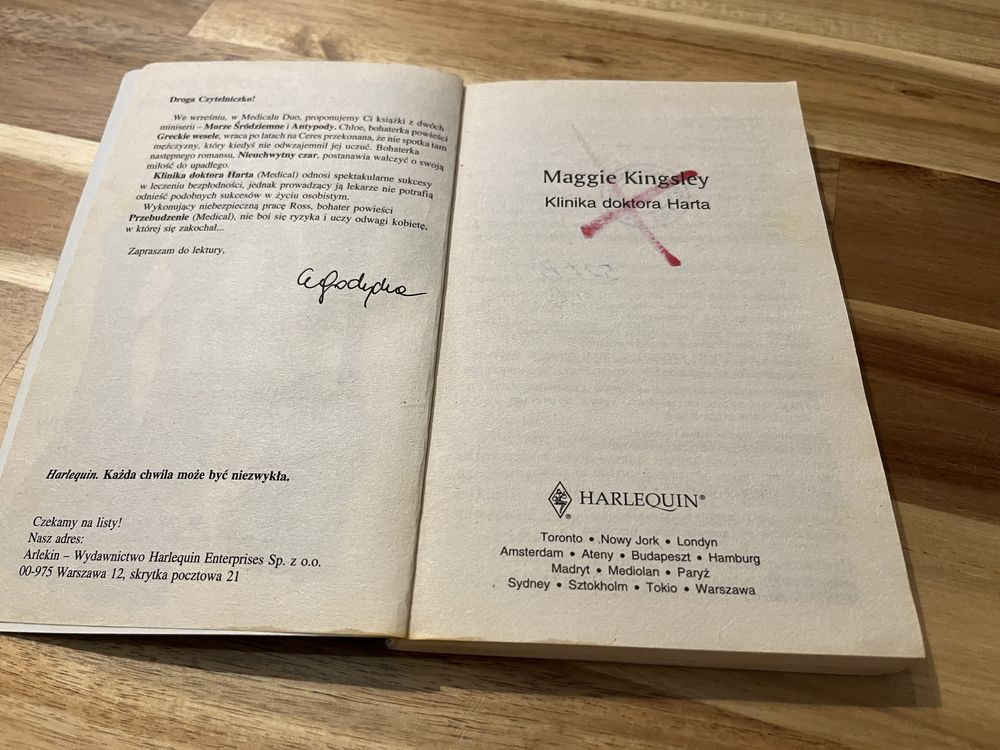 Droga Czytelniczko!
We wrześniu, w Medicalu Duo, proponujemy Ci książki z dwóch
miniserii – Morze Śródziemne i Antypody. Chloe, bohaterka powieści
Greckie wesele, wraca po latach na Ceres przekonana, że nie spotka tam
mężczyzny, który kiedyś nie odwzajemnił jej uczuć. Bohaterka
następnego romansu, Nieuchwytny czar, postanawia walczyć o swoją
miłość do upadłego.
Klinika doktora Harta (Medical) odnosi spektakularne sukcesy
w leczeniu bezpłodności, jednak prowadzący ją lekarze nie potrafią
odnieść podobnych sukcesów w życiu osobistym.
Wykonujący niebezpieczną pracę Ross, bohater powieści
Przebudzenie (Medical), nie boi się ryzyka i uczy odwagi kobietę,
w której się zakochał...
Zapraszam do lektury.
Harlequin. Każda chwila może być niezwykła.
Czekamy na listy!
Nasz adres:
Arlekin – Wydawnictwo Harlequin Enterprises Sp. z o.o.
00-975 Warszawa 12, skrytka pocztowa 21
Maggie Kingsley
Klinika doktora Harta
HARLEQUIN®
Toronto • Nowy Jork • Londyn
Amsterdam • Ateny • Budapeszt • Hamburg
Madryt • Mediolan • Paryż
Sydney • Sztokholm • Tokio • Warszawa